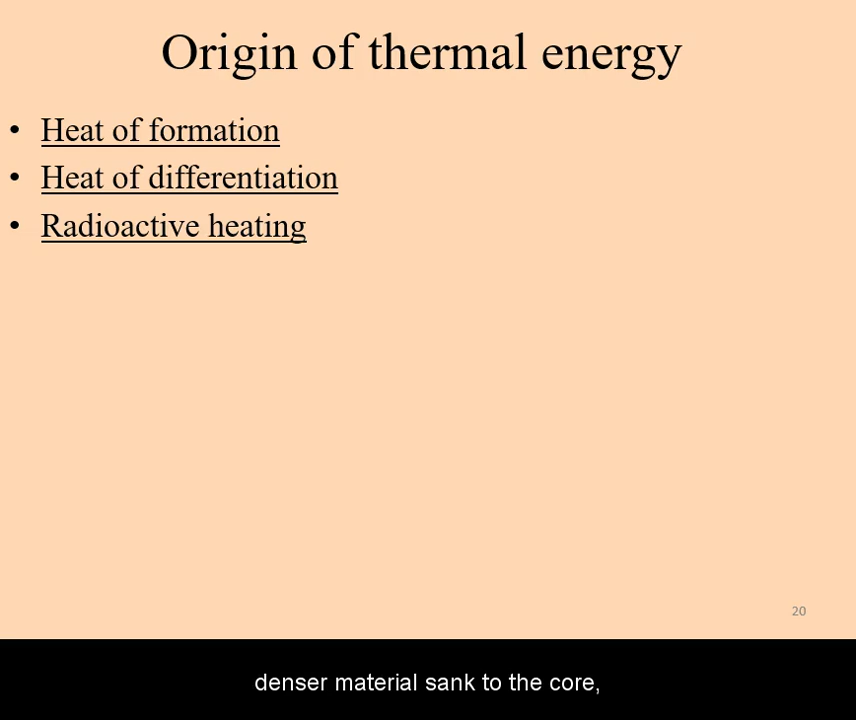 Origin of thermal energy
• Heat of formation
• Heat of differentiation
• Radioactive heating
20
denser material sank to the core,